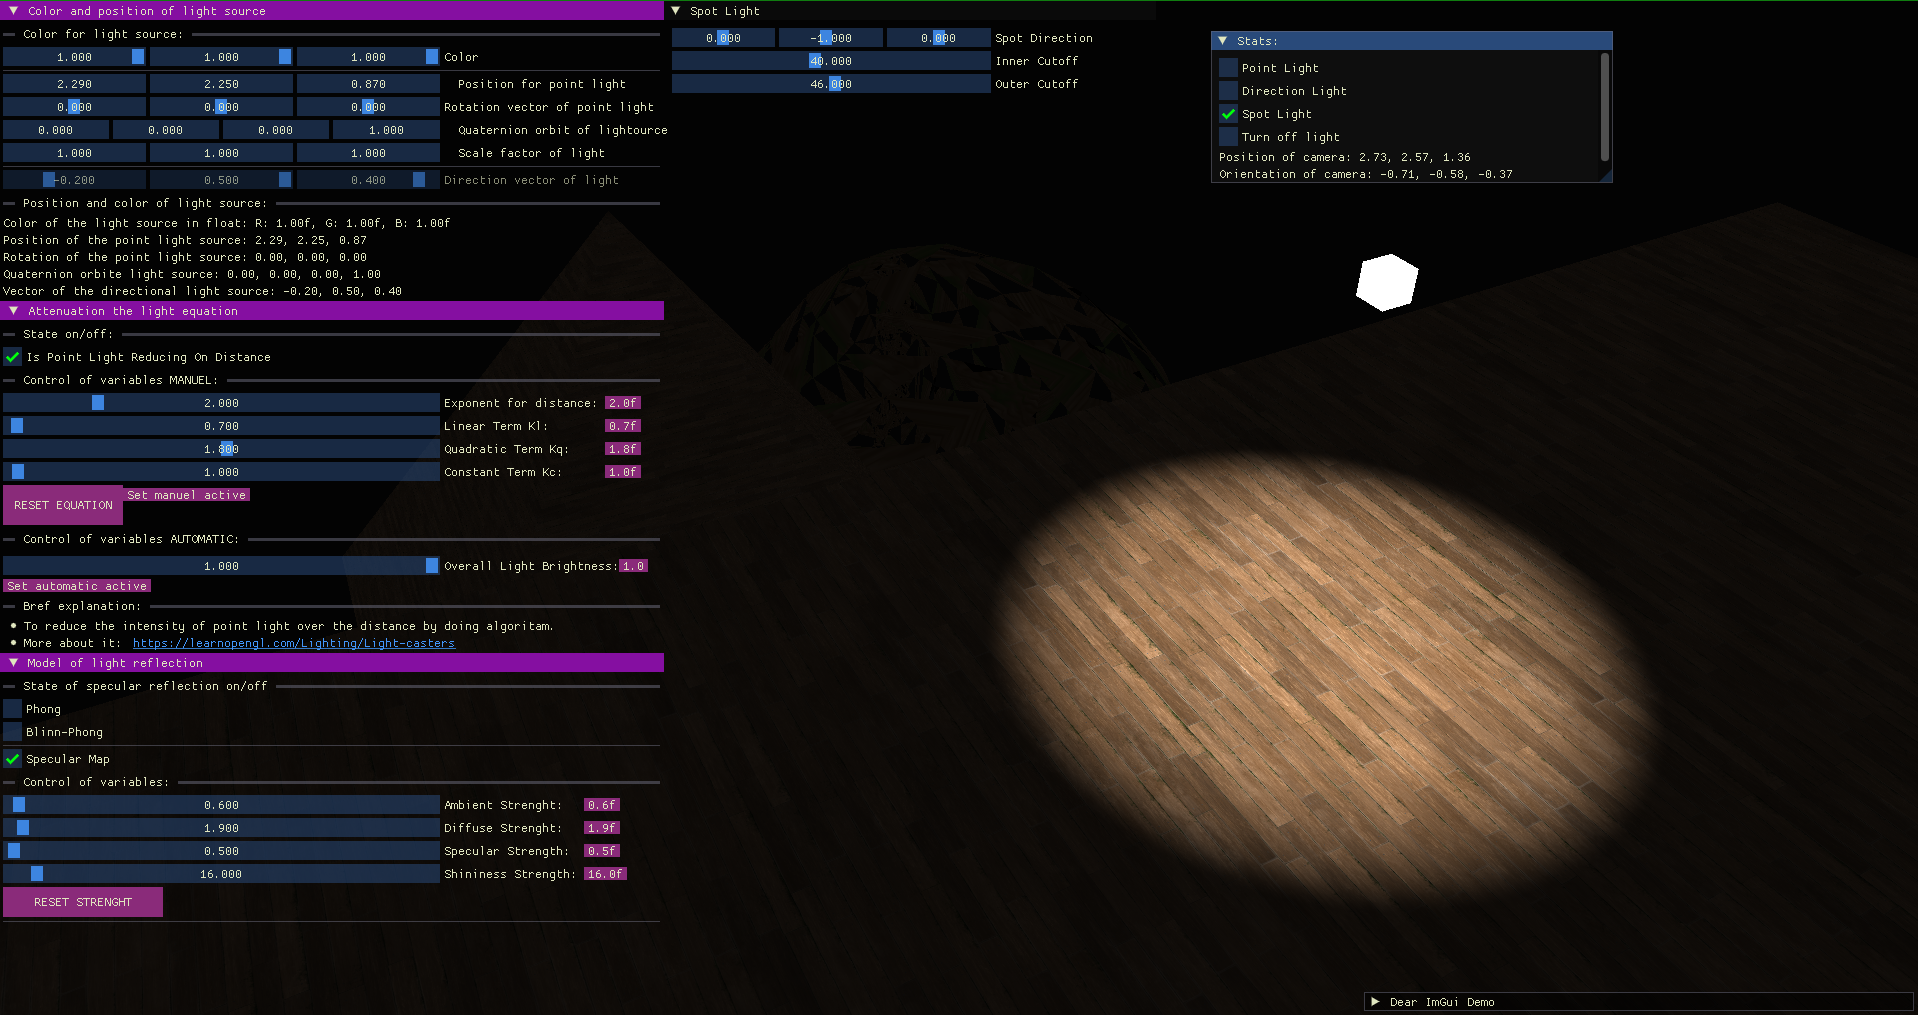 Color and position of light source
Color for light source:
1.000 1.000 1.000 Color
2.290 2.250 0.870 Position for point light
0.000 0.000 0.000 Rotation vector of point light
0.000 0.000 0.000 1.000 Quaternion orbit of lightource
1.000 1.000 1.000 Scale factor of light
-0.200 0.500 0.400 Direction vector of light
Position and color of light source:
Color of the light source in float: R: 1.00f, G: 1.00f, B: 1.00f
Position of the point light source: 2.29, 2.25, 0.87
Rotation of the point light source: 0.00, 0.00, 0.00
Quaternion orbite light source: 0.00, 0.00, 0.00, 1.00
Vector of the directional light source: -0.20, 0.50, 0.40
Attenuation the light equation
State on/off:
Is Point Light Reducing On Distance
Control of variables MANUEL:
2.000 Exponent for distance: 2.0f
0.700 Linear Term Kl: 0.7f
1.800 Quadratic Term Kq: 1.8f
1.000 Constant Term Kc: 1.0f
RESET EQUATION Set manuel active
Control of variables AUTOMATIC:
1.000 Overall Light Brightness: 1.0
Set automatic active
Bref explanation:
To reduce the intensity of point light over the distance by doing algoritam.
More about it: https://learnopengl.com/Lighting/Light-casters
Model of light reflection
State of specular reflection on/off
Phong
Blinn-Phong
Specular Map
Control of variables:
0.600 Ambient Strenght: 0.6f
1.900 Diffuse Strenght: 1.9f
0.500 Specular Strength: 0.5f
16.000 Shininess Strength: 16.0f
RESET STRENGHT
Spot Light
0.000 -1.000 0.000 Spot Direction
40.000 Inner Cutoff
46.000 Outer Cutoff
Stats:
Point Light
Direction Light
Spot Light
Turn off light
Position of camera: 2.73, 2.57, 1.36
Orientation of camera: -0.71, -0.58, -0.37
Dear ImGui Demo